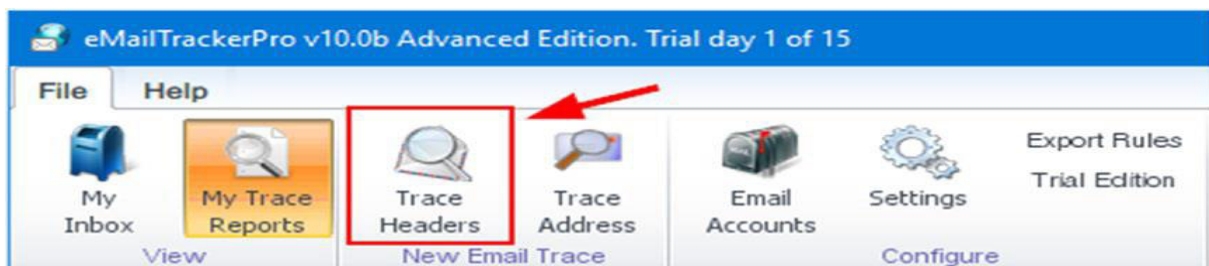 eMailTrackerPro v10.0b Advanced Edition. Trial day 1 of 15
File Help
My Inbox
My Trace Reports
Trace Headers
Trace Address
Email Accounts
Settings
Export Rules
Trial Edition
View
New Email Trace
Configure